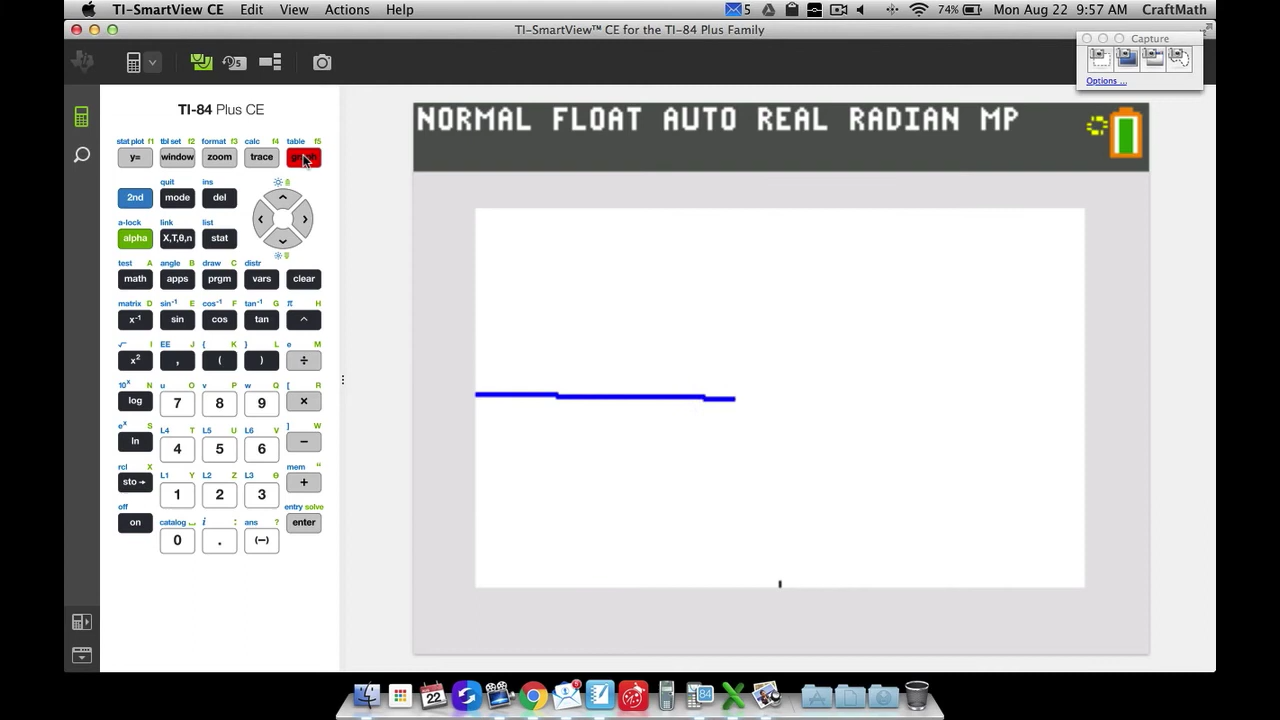 TI-SmartView CE Edit View Actions Help 5 74% Mon Aug 22 9:57 AM CraftMath
TI-SmartView™ CE for the TI-84 Plus Family
Capture
Options ...
TI-84 Plus CE
NORMAL FLOAT AUTO REAL RADIAN MP
stat plot f1 tbl set f2 format f3 calc f4 table f5
y= window zoom trace graph
quit ins
2nd mode del
a-lock link list
alpha X,T,θ,n stat
test A angle B draw C distr
math apps prgm vars clear
matrix D sin⁻¹ E cos⁻¹ F tan⁻¹ G π H
x⁻¹ sin cos tan ^
√ I EE J { K } L e M
x² , ( ) ÷
10ˣ N u O v P w Q [ R
log 7 8 9 ×
eˣ S L4 T L5 U L6 V ] W
ln 4 5 6 −
rcl X L1 Y L2 Z L3 θ mem "
sto→ 1 2 3 +
off catalog ␣ i : ans ? entry solve
on 0 . (−) enter
22
84